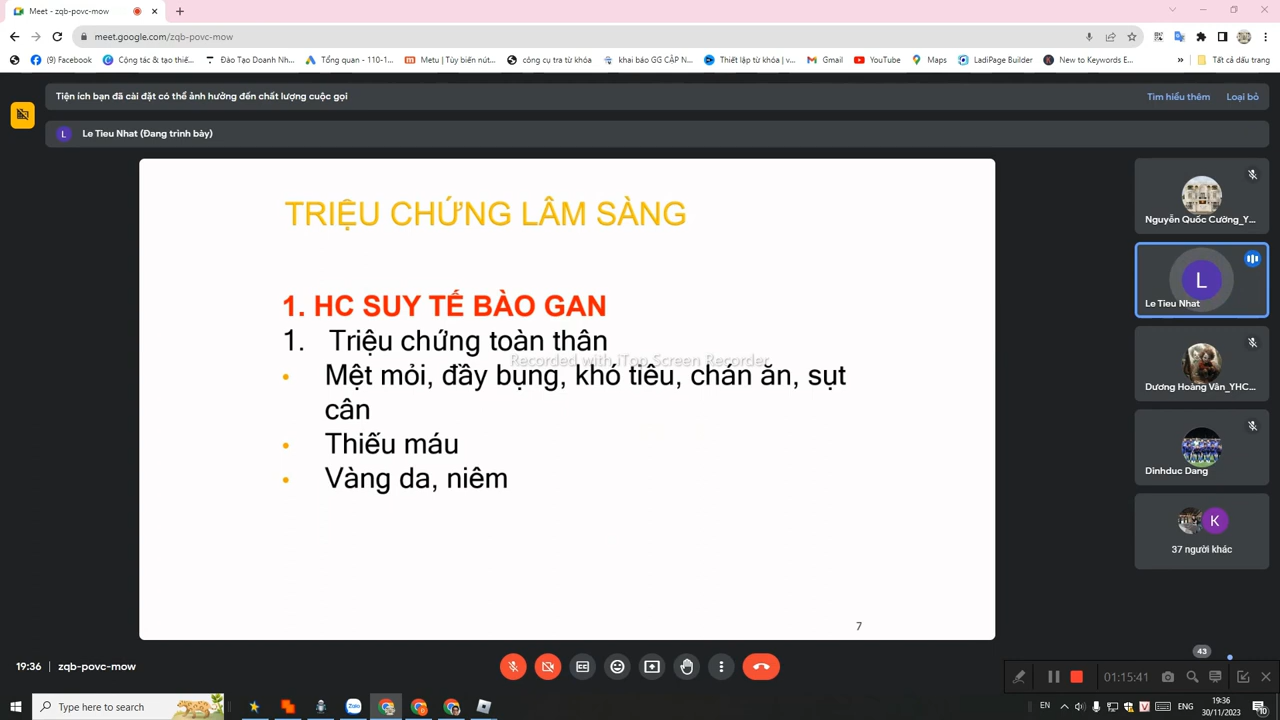 Meet - zqb-povc-mow
meet.google.com/zqb-povc-mow
(9) Facebook
Công tác & tạo thiế...
Đào Tạo Doanh Nh...
Tổng quan - 110-1...
Metu | Tùy biến nút...
công cụ tra từ khóa
khai báo GG CẬP N...
Thiết lập từ khóa | v...
Gmail
YouTube
Maps
LadiPage Builder
New to Keywords E...
»
Tất cả dấu trang
Tiện ích bạn đã cài đặt có thể ảnh hưởng đến chất lượng cuộc gọi
Tìm hiểu thêm
Loại bỏ
L
Le Tieu Nhat (Đang trình bày)
TRIỆU CHỨNG LÂM SÀNG
1. HC SUY TẾ BÀO GAN
1. Triệu chứng toàn thân
Recorded with iTop Screen Recorder
• Mệt mỏi, đầy bụng, khó tiêu, chán ăn, sụt
cân
• Thiếu máu
• Vàng da, niêm
7
Nguyễn Quốc Cường_Y...
L
Le Tieu Nhat
Dương Hoàng Vân_YHC...
Dinhduc Dang
K
37 người khác
19:36
zqb-povc-mow
43
01:15:41
Type here to search
Zalo
EN
V
ENG
19:36
30/11/2023
10